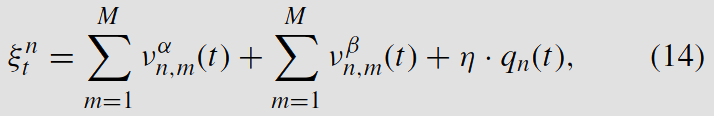 ξ_t^n = ∑_{m=1}^{M} ν_{n,m}^α(t) + ∑_{m=1}^{M} ν_{n,m}^β(t) + η · q_n(t), (14)